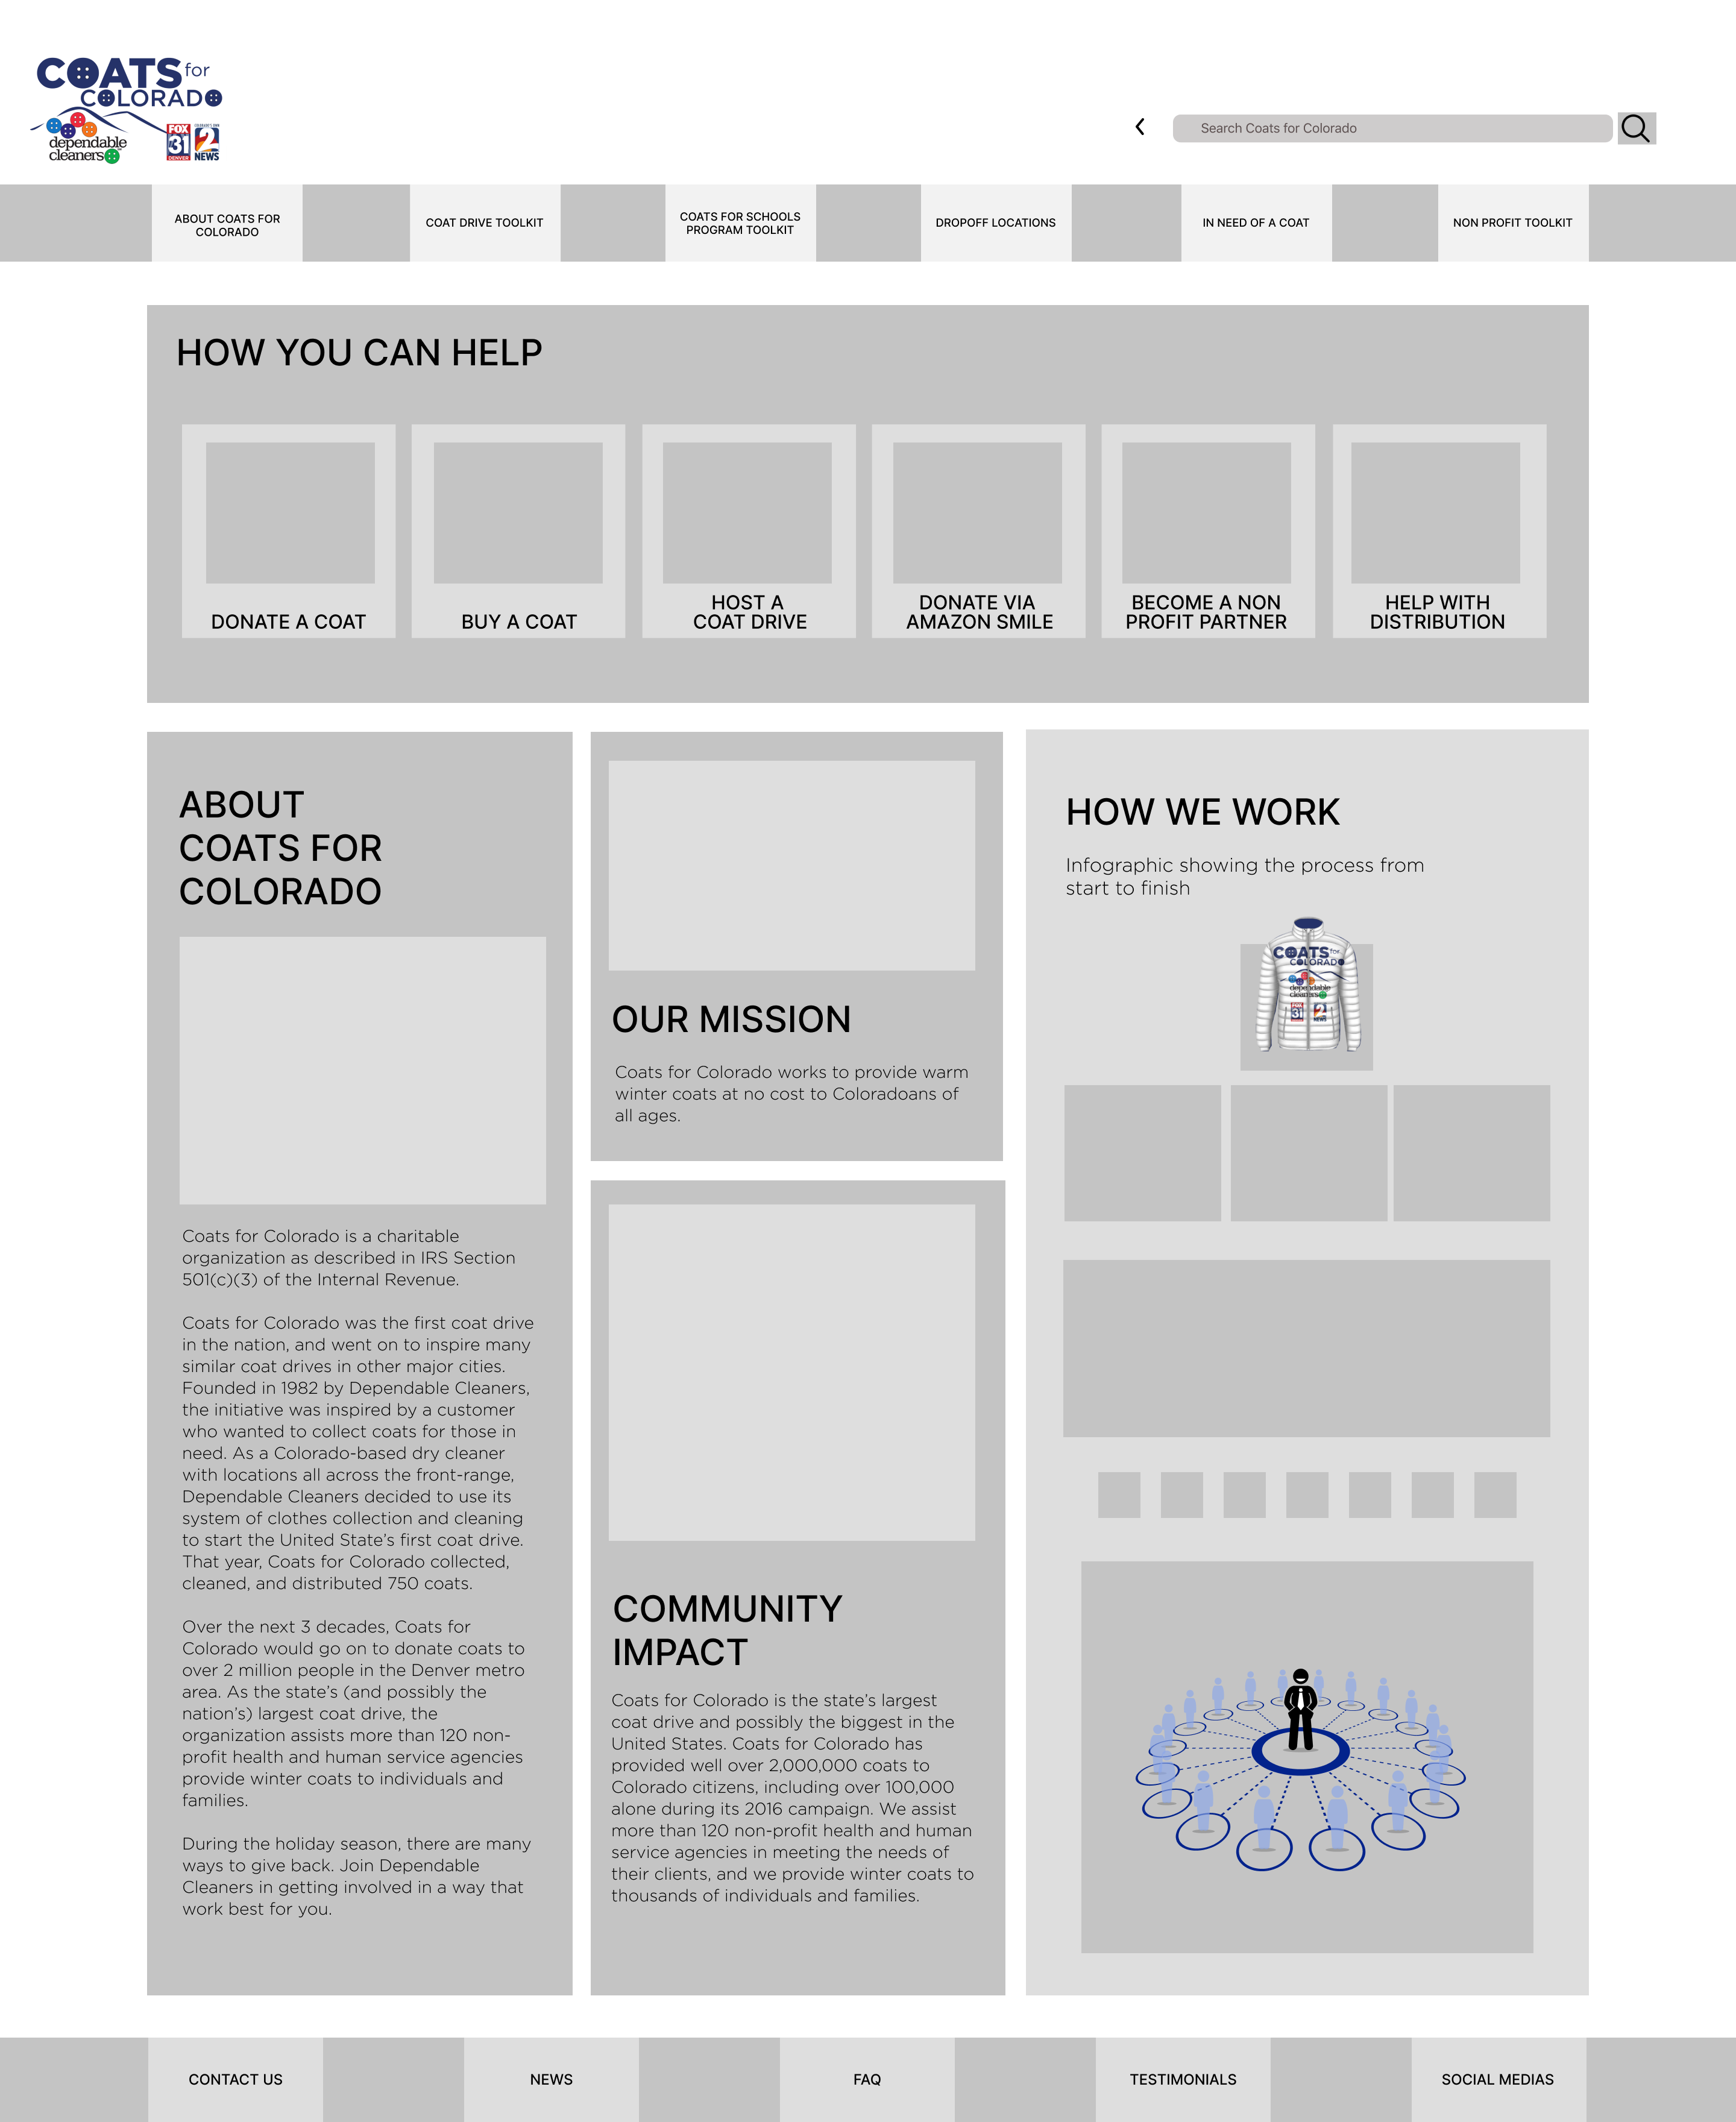 COATS for
COLORADO
dependable
cleaners
FOX
31
DENVER
2
NEWS
Search Coats for Colorado
ABOUT COATS FOR
COLORADO
COAT DRIVE TOOLKIT
COATS FOR SCHOOLS
PROGRAM TOOLKIT
DROPOFF LOCATIONS
IN NEED OF A COAT
NON PROFIT TOOLKIT
HOW YOU CAN HELP
DONATE A COAT
BUY A COAT
HOST A
COAT DRIVE
DONATE VIA
AMAZON SMILE
BECOME A NON
PROFIT PARTNER
HELP WITH
DISTRIBUTION
ABOUT
COATS FOR
COLORADO
Coats for Colorado is a charitable
organization as described in IRS Section
501(c)(3) of the Internal Revenue.
Coats for Colorado was the first coat drive
in the nation, and went on to inspire many
similar coat drives in other major cities.
Founded in 1982 by Dependable Cleaners,
the initiative was inspired by a customer
who wanted to collect coats for those in
need. As a Colorado-based dry cleaner
with locations all across the front-range,
Dependable Cleaners decided to use its
system of clothes collection and cleaning
to start the United State's first coat drive.
That year, Coats for Colorado collected,
cleaned, and distributed 750 coats.
Over the next 3 decades, Coats for
Colorado would go on to donate coats to
over 2 million people in the Denver metro
area. As the state's (and possibly the
nation's) largest coat drive, the
organization assists more than 120 non-
profit health and human service agencies
provide winter coats to individuals and
families.
During the holiday season, there are many
ways to give back. Join Dependable
Cleaners in getting involved in a way that
work best for you.
OUR MISSION
Coats for Colorado works to provide warm
winter coats at no cost to Coloradoans of
all ages.
COMMUNITY
IMPACT
Coats for Colorado is the state's largest
coat drive and possibly the biggest in the
United States. Coats for Colorado has
provided well over 2,000,000 coats to
Colorado citizens, including over 100,000
alone during its 2016 campaign. We assist
more than 120 non-profit health and human
service agencies in meeting the needs of
their clients, and we provide winter coats to
thousands of individuals and families.
HOW WE WORK
Infographic showing the process from
start to finish
COATS for
COLORADO
dependable
cleaners
FOX
31
2
NEWS
CONTACT US
NEWS
FAQ
TESTIMONIALS
SOCIAL MEDIAS